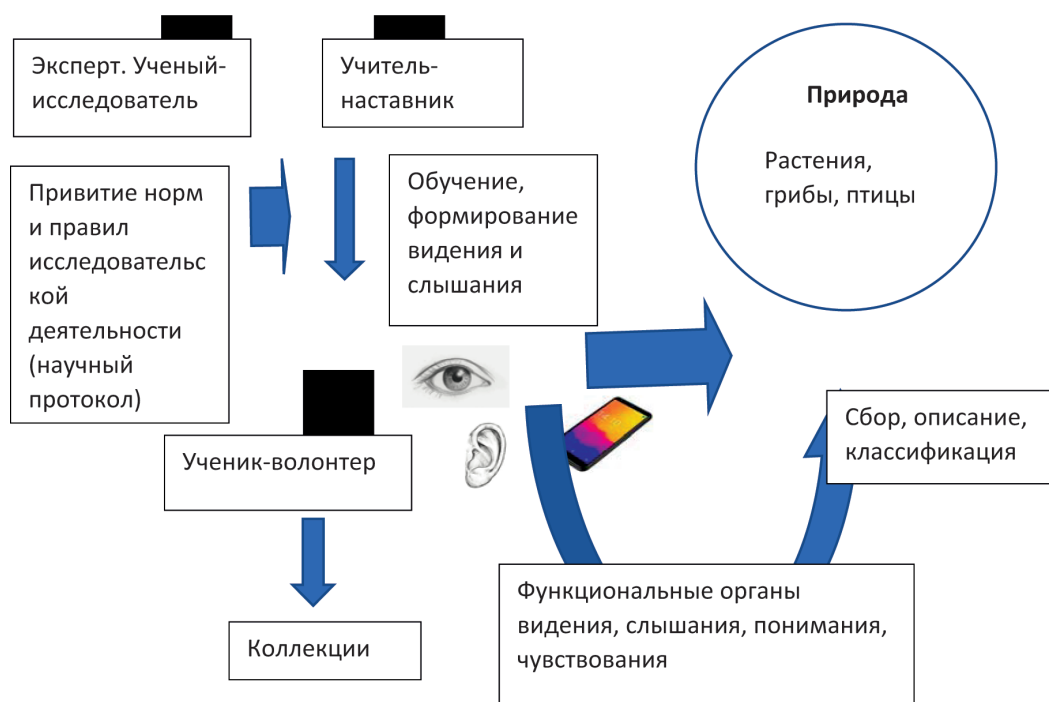 Эксперт. Ученый-
исследователь
Учитель-
наставник
Природа
Растения,
грибы, птицы
Привитие норм
и правил
исследовательс
кой
деятельности
(научный
протокол)
Обучение,
формирование
видения и
слышания
Ученик-волонтер
Сбор, описание,
классификация
Коллекции
Функциональные органы
видения, слышания, понимания,
чувствования